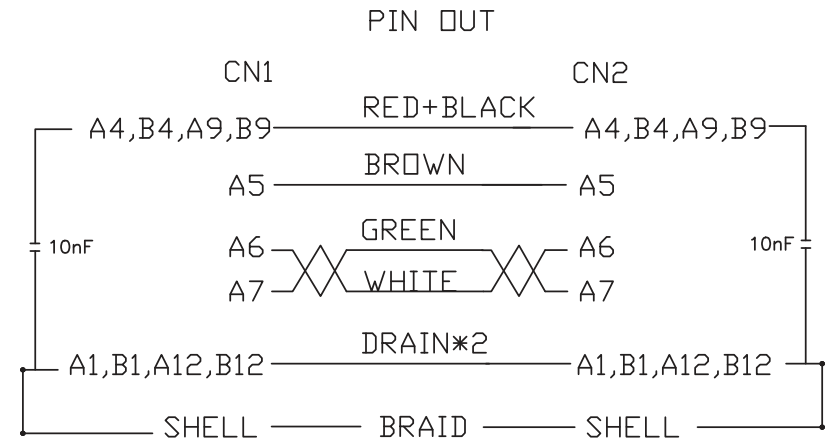 PIN OUT
CN1 CN2
RED+BLACK
A4,B4,A9,B9 A4,B4,A9,B9
BROWN
A5 A5
GREEN
A6 A6
10nF 10nF
WHITE
A7 A7
DRAIN*2
A1,B1,A12,B12 A1,B1,A12,B12
SHELL BRAID SHELL